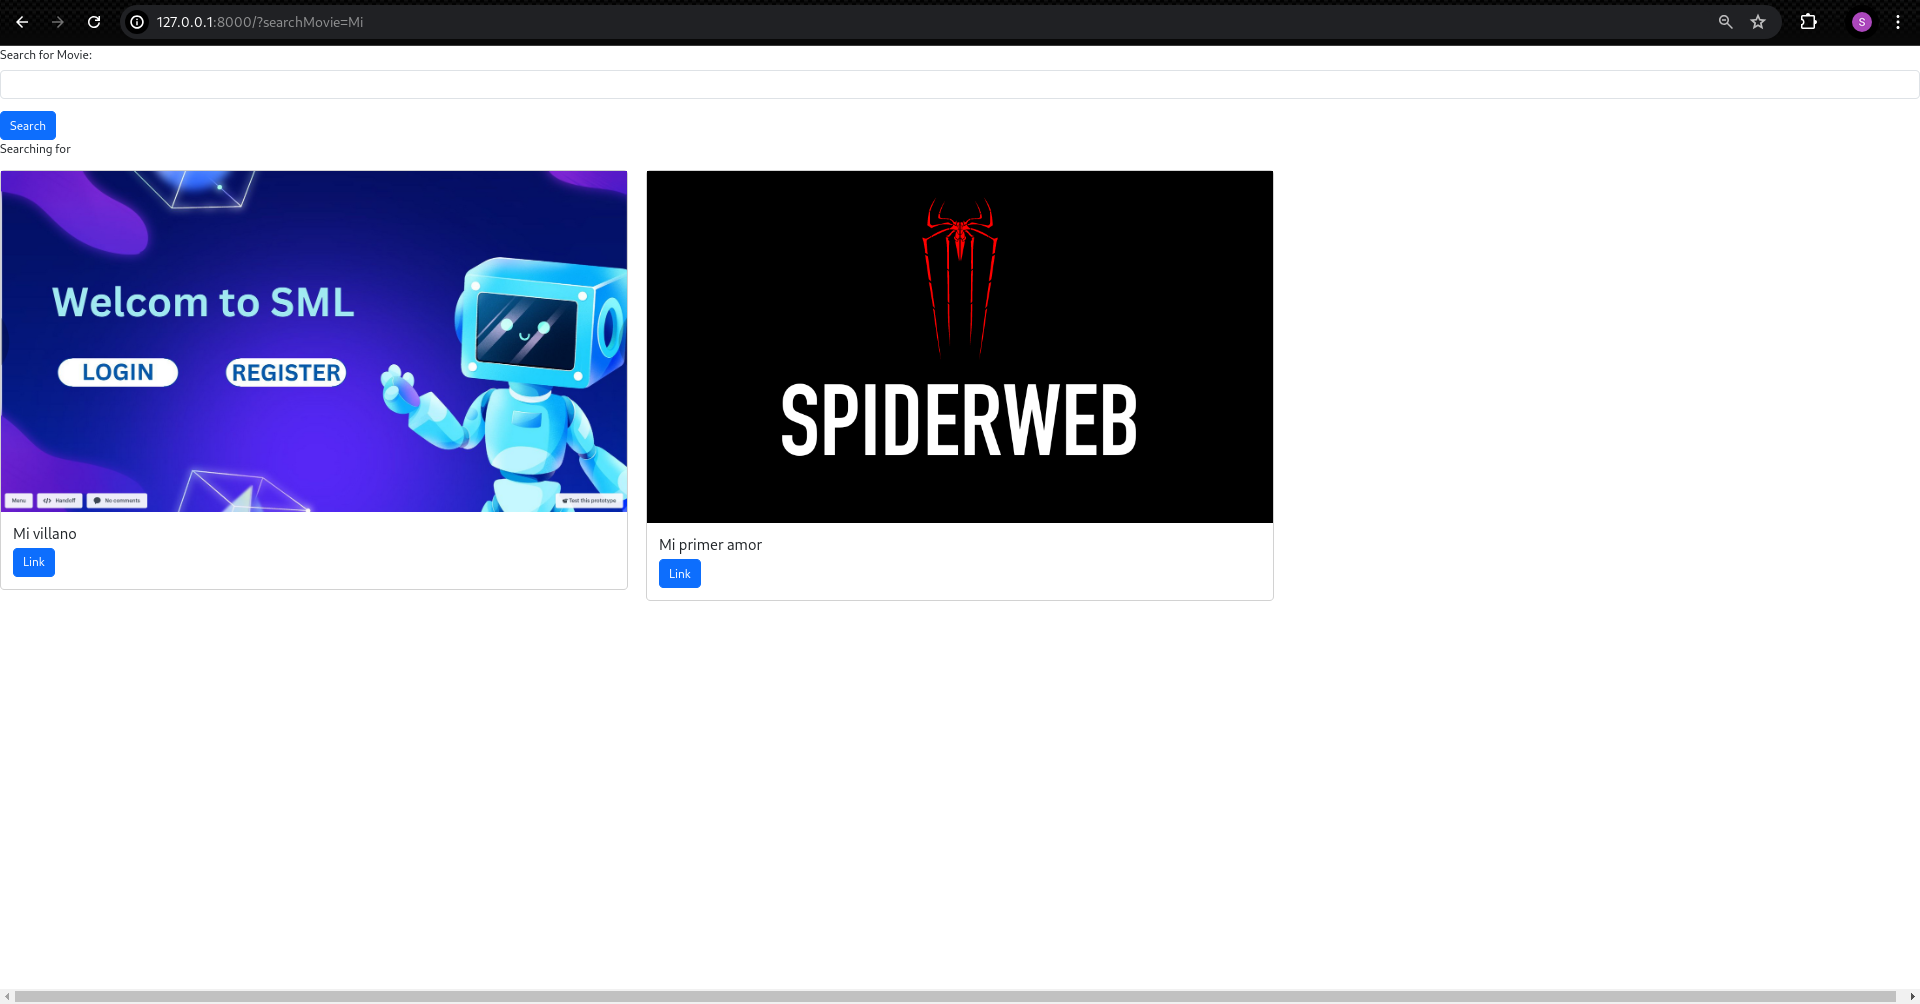 127.0.0.1:8000/?searchMovie=Mi
S
Search for Movie:
Search
Searching for
Welcom to SML
LOGIN
REGISTER
Menu
Handoff
No comments
Test this prototype
Mi villano
Link
SPIDERWEB
Mi primer amor
Link